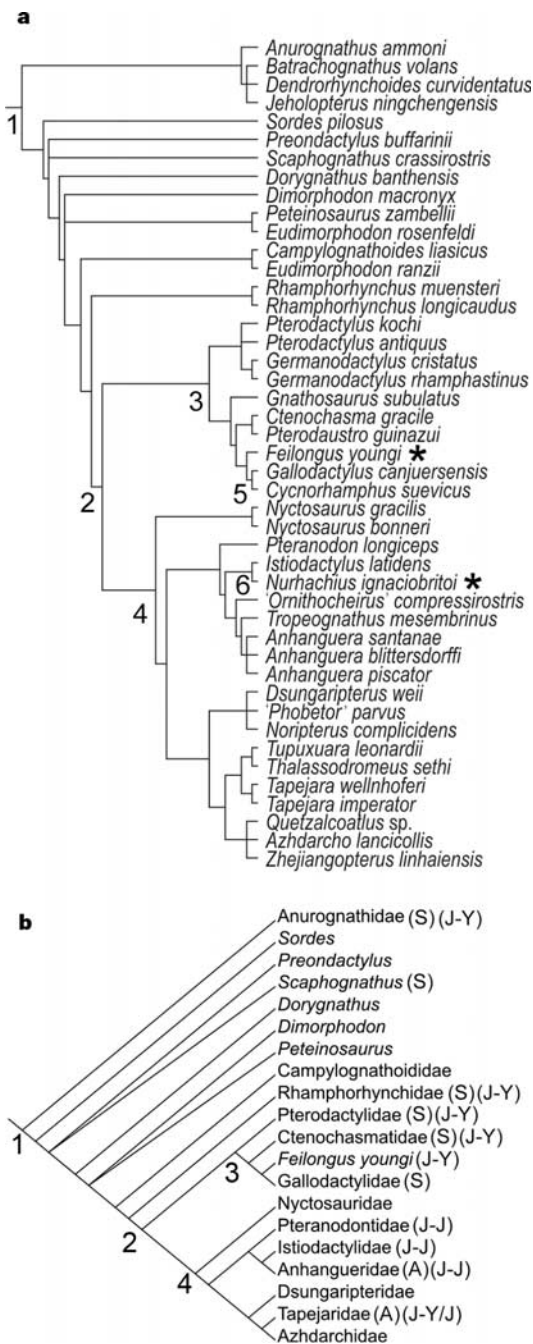 a
Anurognathus ammoni
Batrachognathus volans
Dendrorhynchoides curvidentatus
Jeholopterus ningchengensis
1
Sordes pilosus
Preondactylus buffarinii
Scaphognathus crassirostris
Dorygnathus banthensis
Dimorphodon macronyx
Peteinosaurus zambellii
Eudimorphodon rosenfeldi
Campylognathoides liasicus
Eudimorphodon ranzii
Rhamphorhynchus muensteri
Rhamphorhynchus longicaudus
Pterodactylus kochi
Pterodactylus antiquus
Germanodactylus cristatus
Germanodactylus rhamphastinus
3
Gnathosaurus subulatus
Ctenochasma gracile
Pterodaustro guinazui
Feilongus youngi *
Gallodactylus canjuersensis
5
Cycnorhamphus suevicus
2
Nyctosaurus gracilis
Nyctosaurus bonneri
Pteranodon longiceps
Istiodactylus latidens
6
Nurhachius ignaciobritoi *
'Ornithocheirus' compressirostris
4
Tropeognathus mesembrinus
Anhanguera santanae
Anhanguera blittersdorffi
Anhanguera piscator
Dsungaripterus weii
'Phobetor' parvus
Noripterus complicidens
Tupuxuara leonardii
Thalassodromeus sethi
Tapejara wellnhoferi
Tapejara imperator
Quetzalcoatlus sp.
Azhdarcho lancicollis
Zhejiangopterus linhaiensis
b
Anurognathidae (S) (J-Y)
Sordes
Preondactylus
Scaphognathus (S)
Dorygnathus
Dimorphodon
Peteinosaurus
Campylognathoididae
1
Rhamphorhynchidae (S) (J-Y)
Pterodactylidae (S) (J-Y)
Ctenochasmatidae (S) (J-Y)
3
Feilongus youngi (J-Y)
Gallodactylidae (S)
Nyctosauridae
2
Pteranodontidae (J-J)
Istiodactylidae (J-J)
4
Anhangueridae (A) (J-J)
Dsungaripteridae
Tapejaridae (A) (J-Y/J)
Azhdarchidae